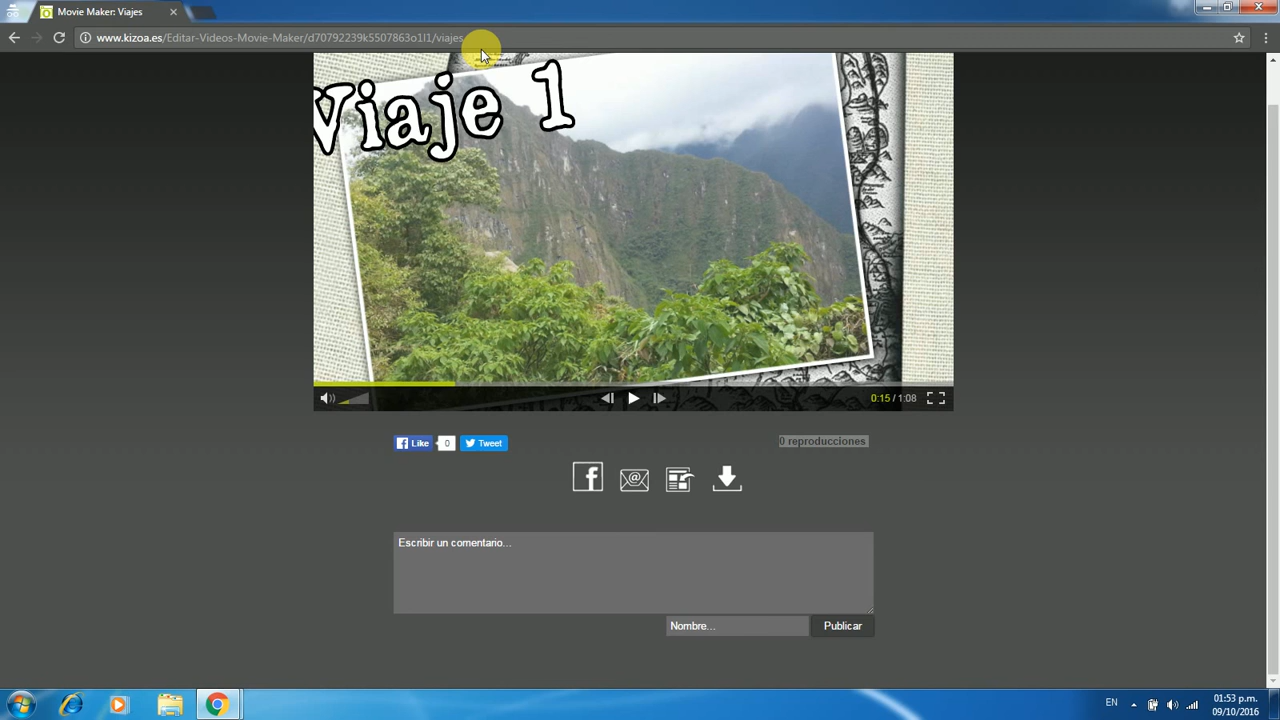 Movie Maker: Viajes
www.kizoa.es/Editar-Videos-Movie-Maker/d70792239k5507863o1l1/viajes
Viaje 1
0:15 / 1:08
Like
0
Tweet
0 reproducciones
Escribir un comentario...
Nombre...
Publicar
EN
01:53 p.m.
09/10/2016